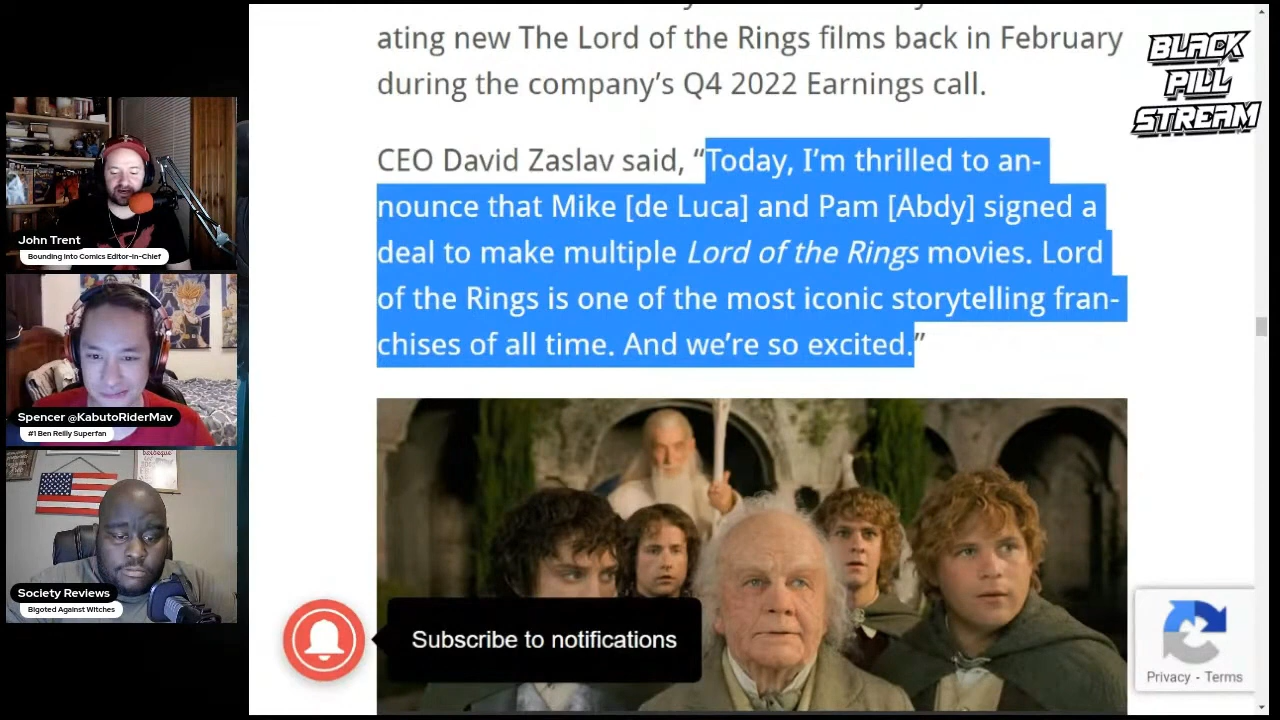 ating new The Lord of the Rings films back in February
during the company's Q4 2022 Earnings call.
CEO David Zaslav said, “Today, I'm thrilled to an-
nounce that Mike [de Luca] and Pam [Abdy] signed a
deal to make multiple Lord of the Rings movies. Lord
of the Rings is one of the most iconic storytelling fran-
chises of all time. And we're so excited.”
BLACK
PILL
STREAM
John Trent
Bounding Into Comics Editor-in-Chief
Spencer @KabutoRiderMav
#1 Ben Reilly Superfan
Society Reviews
Bigoted Against Witches
Subscribe to notifications
Privacy - Terms